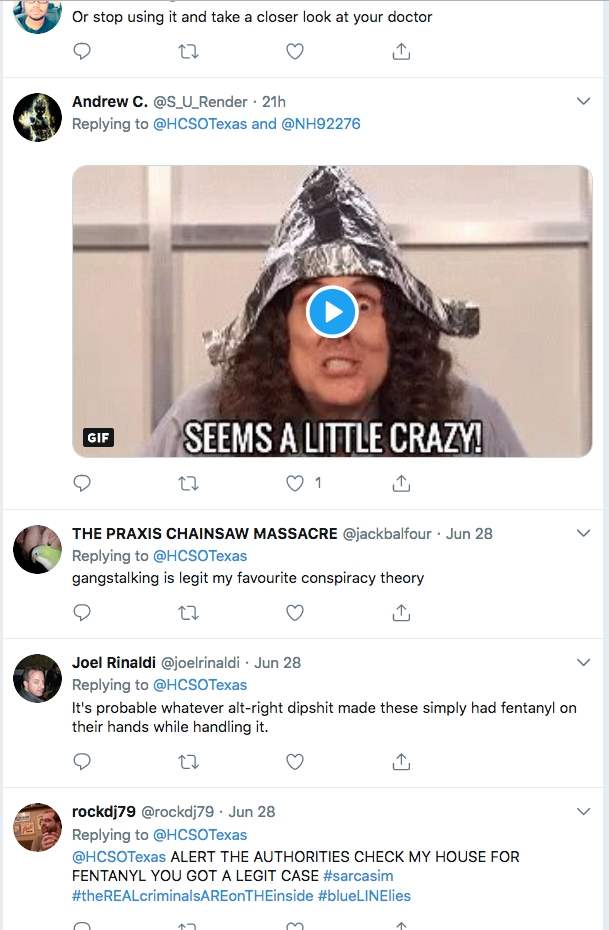 Or stop using it and take a closer look at your doctor
Andrew C. @S_U_Render · 21h
Replying to @HCSOTexas and @NH92276
SEEMS A LITTLE CRAZY!
GIF
1
THE PRAXIS CHAINSAW MASSACRE @jackbalfour · Jun 28
Replying to @HCSOTexas
gangstalking is legit my favourite conspiracy theory
Joel Rinaldi @joelrinaldi · Jun 28
Replying to @HCSOTexas
It's probable whatever alt-right dipshit made these simply had fentanyl on
their hands while handling it.
rockdj79 @rockdj79 · Jun 28
Replying to @HCSOTexas
@HCSOTexas ALERT THE AUTHORITIES CHECK MY HOUSE FOR
FENTANYL YOU GOT A LEGIT CASE #sarcasim
#theREALcriminalsAREonTHEinside #blueLINElies